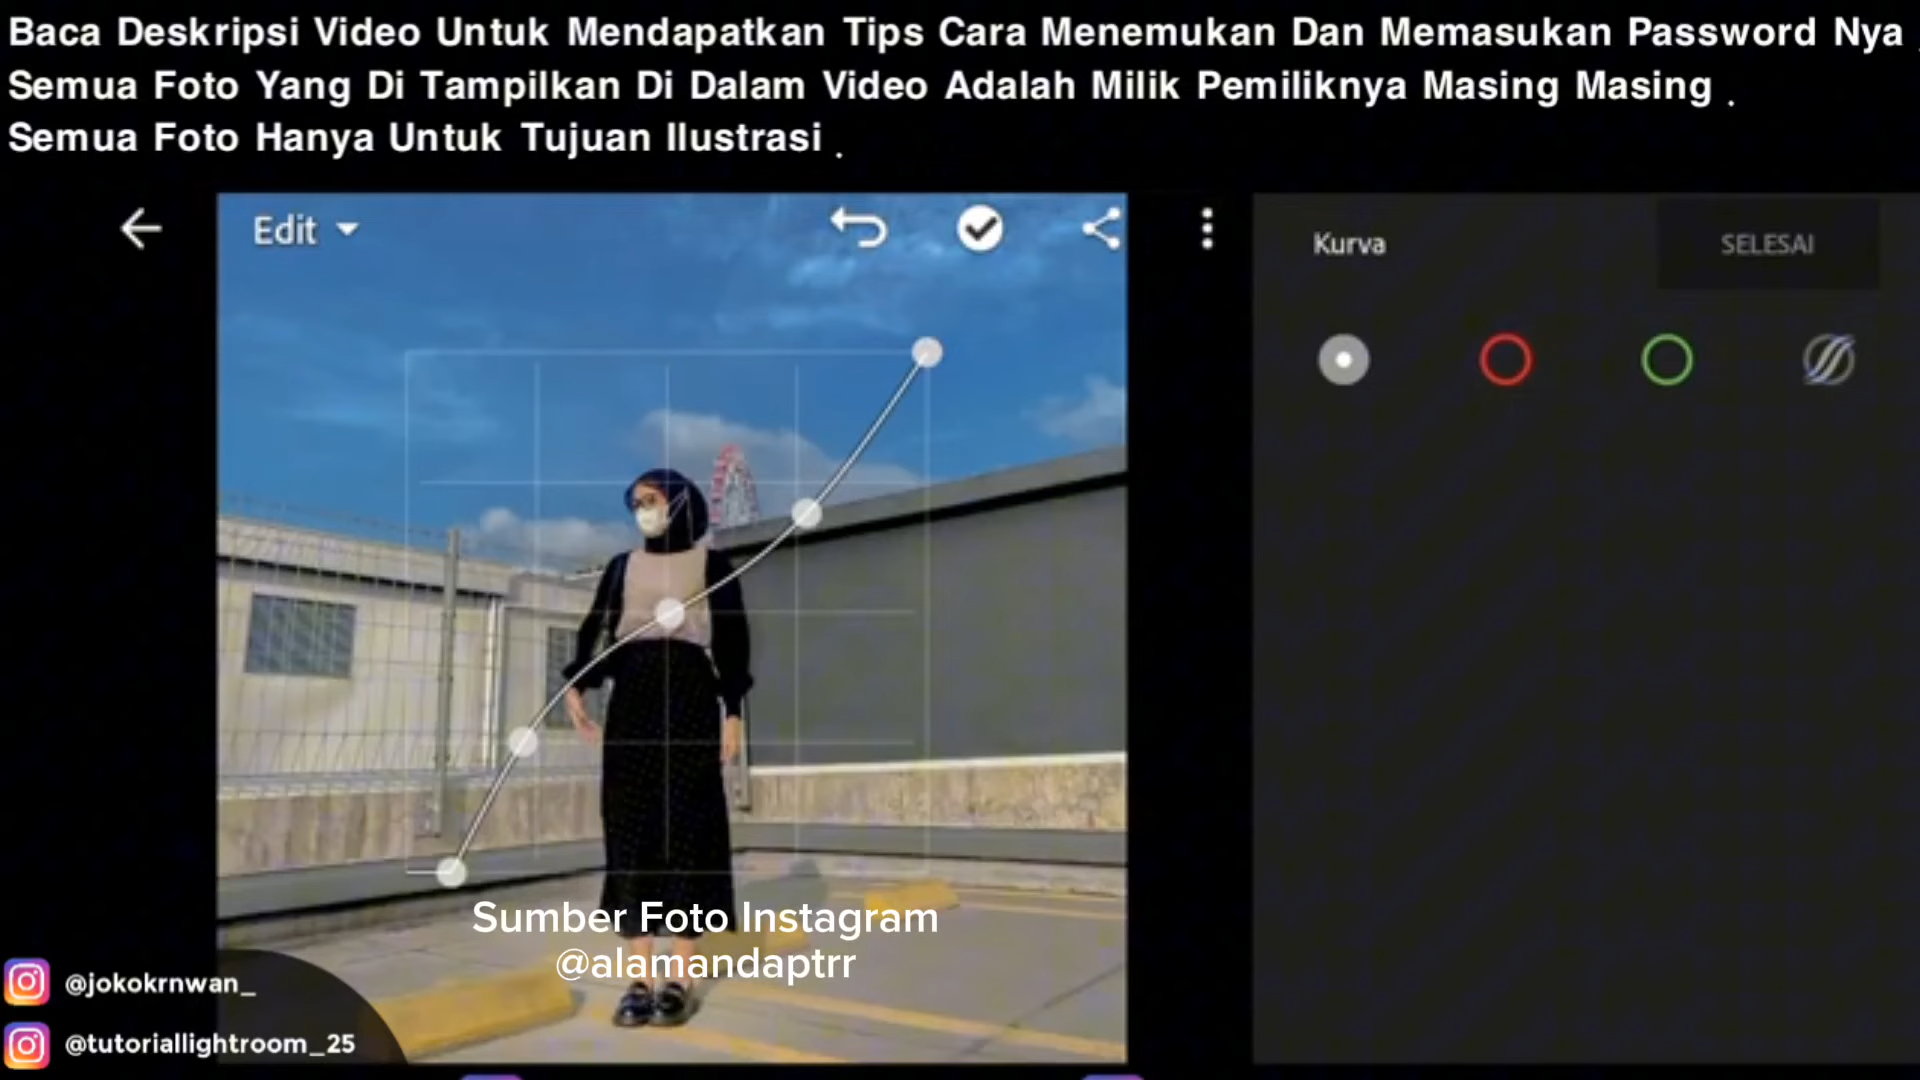 Baca Deskripsi Video Untuk Mendapatkan Tips Cara Menemukan Dan Memasukan Password Nya .
Semua Foto Yang Di Tampilkan Di Dalam Video Adalah Milik Pemiliknya Masing Masing .
Semua Foto Hanya Untuk Tujuan Ilustrasi .
Edit
Kurva
SELESAI
Sumber Foto Instagram
@alamandaptrr
@jokokrnwan_
@tutoriallightroom_25